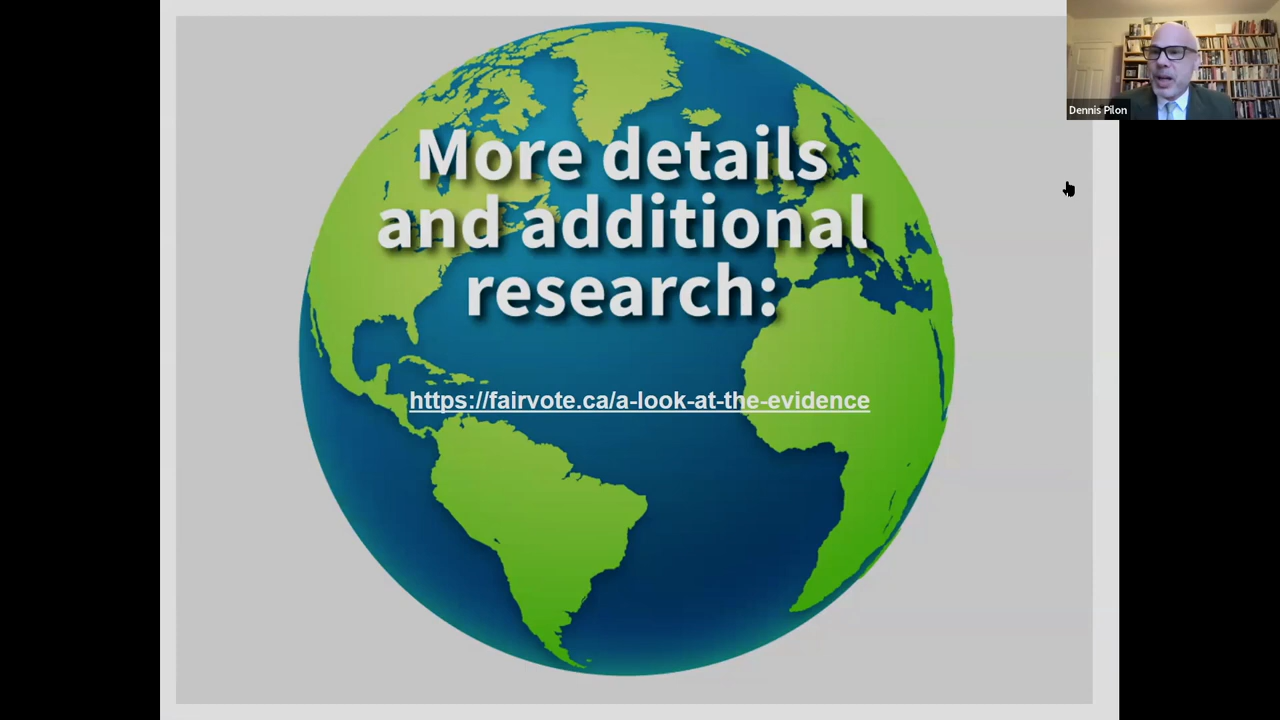 More details
and additional
research:
https://fairvote.ca/a-look-at-the-evidence
Dennis Pilon